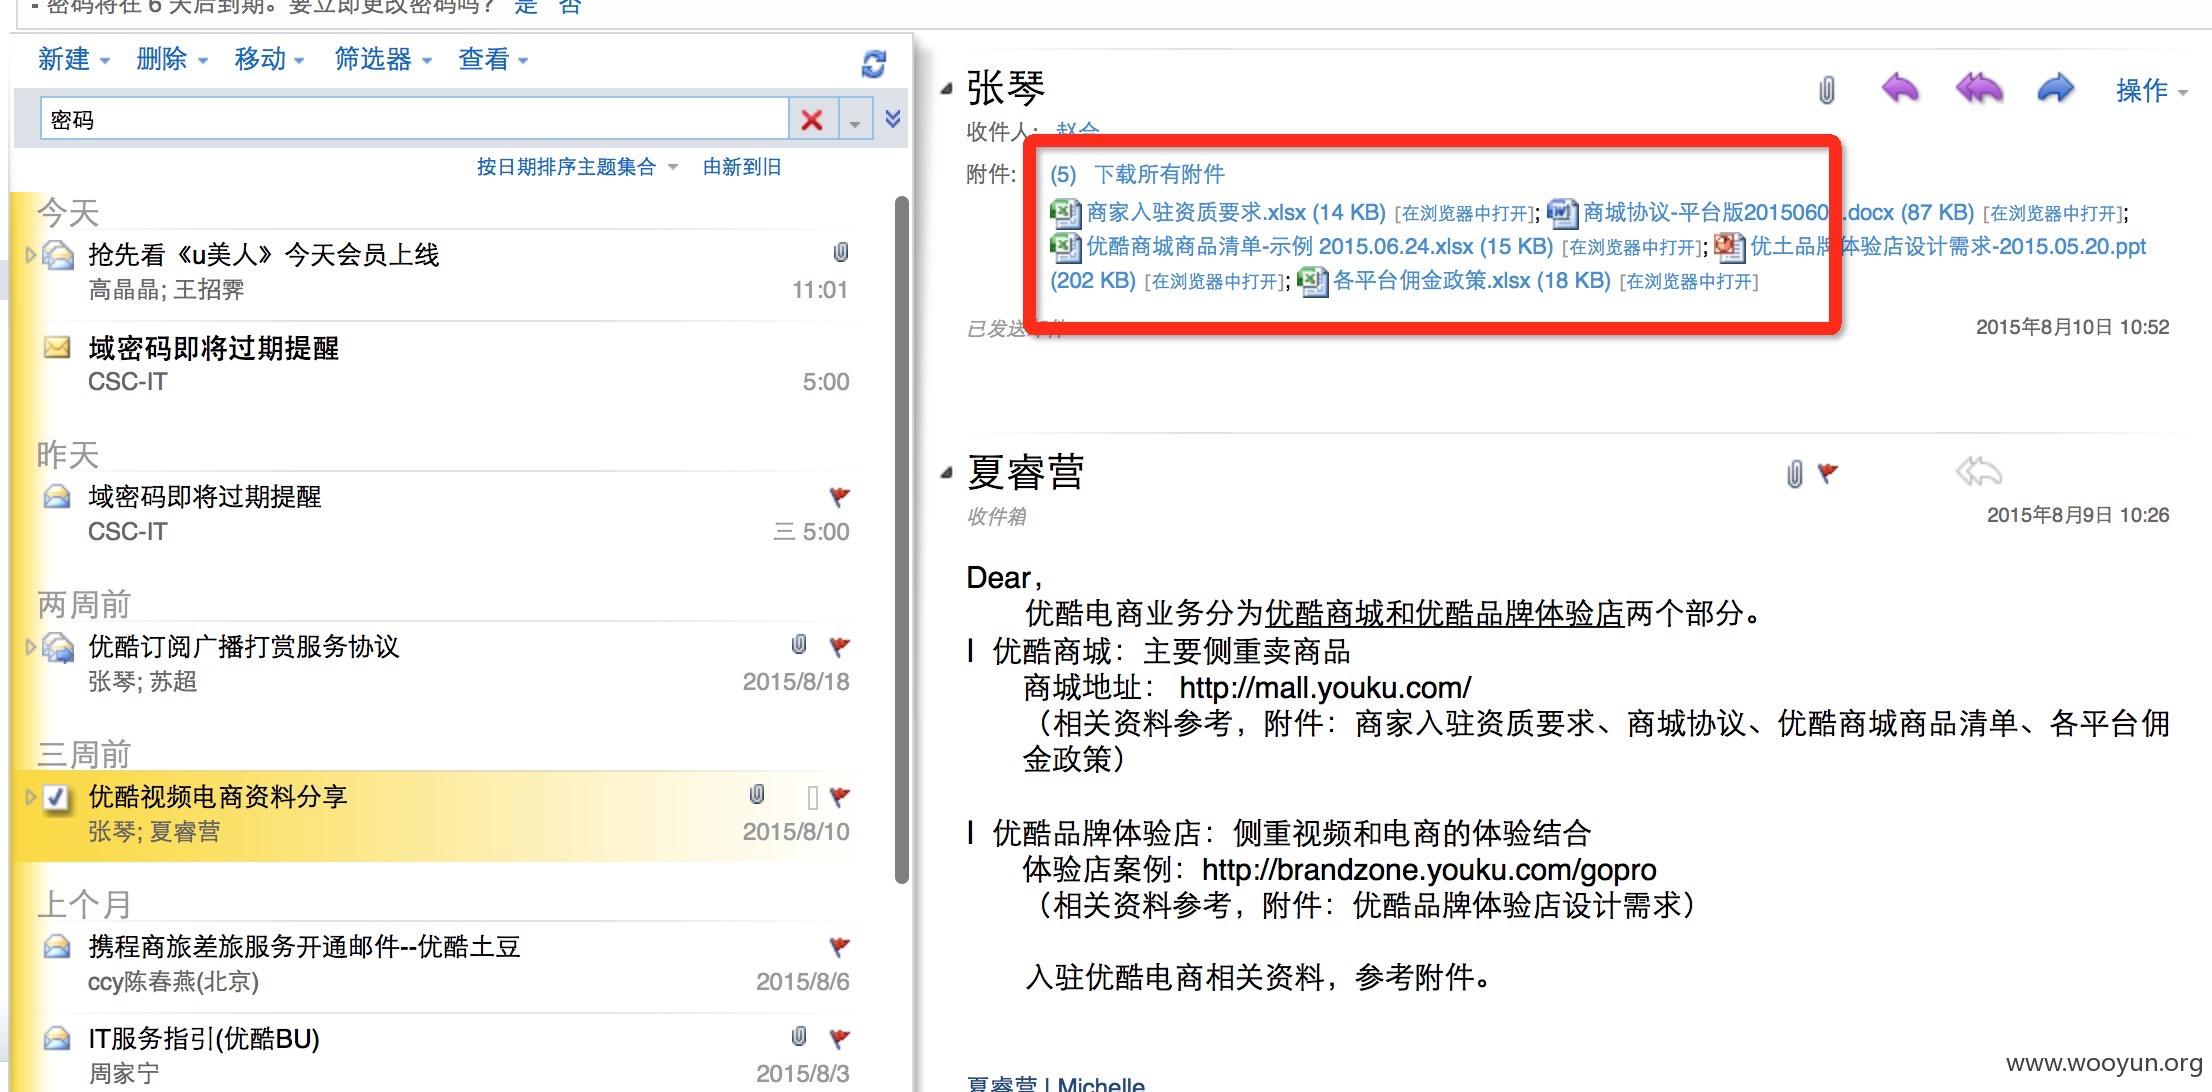 - 密码将在 6 天后到期。要立即更改密码吗? 是 否
新建 删除 移动 筛选器 查看
密码
按日期排序主题集合 由新到旧
今天
抢先看《u美人》今天会员上线
高晶晶; 王招霁 11:01
域密码即将过期提醒
CSC-IT 5:00
昨天
域密码即将过期提醒
CSC-IT 三 5:00
两周前
优酷订阅广播打赏服务协议
张琴; 苏超 2015/8/18
三周前
优酷视频电商资料分享
张琴; 夏睿营 2015/8/10
上个月
携程商旅差旅服务开通邮件--优酷土豆
ccy陈春燕(北京) 2015/8/6
IT服务指引(优酷BU)
周家宁 2015/8/3
张琴 操作
收件人:
附件: (5) 下载所有附件
商家入驻资质要求.xlsx (14 KB) [在浏览器中打开]; 商城协议-平台版2015060 .docx (87 KB) [在浏览器中打开];
优酷商城商品清单-示例 2015.06.24.xlsx (15 KB) [在浏览器中打开]; 优土品牌体验店设计需求-2015.05.20.ppt
(202 KB) [在浏览器中打开]; 各平台佣金政策.xlsx (18 KB) [在浏览器中打开]
已发送邮件 2015年8月10日 10:52
夏睿营
收件箱 2015年8月9日 10:26
Dear,
优酷电商业务分为优酷商城和优酷品牌体验店两个部分。
l 优酷商城：主要侧重卖商品
商城地址： http://mall.youku.com/
（相关资料参考，附件：商家入驻资质要求、商城协议、优酷商城商品清单、各平台佣
金政策）
l 优酷品牌体验店：侧重视频和电商的体验结合
体验店案例：http://brandzone.youku.com/gopro
（相关资料参考，附件：优酷品牌体验店设计需求）
入驻优酷电商相关资料，参考附件。
夏睿营 | Michelle
www.wooyun.org